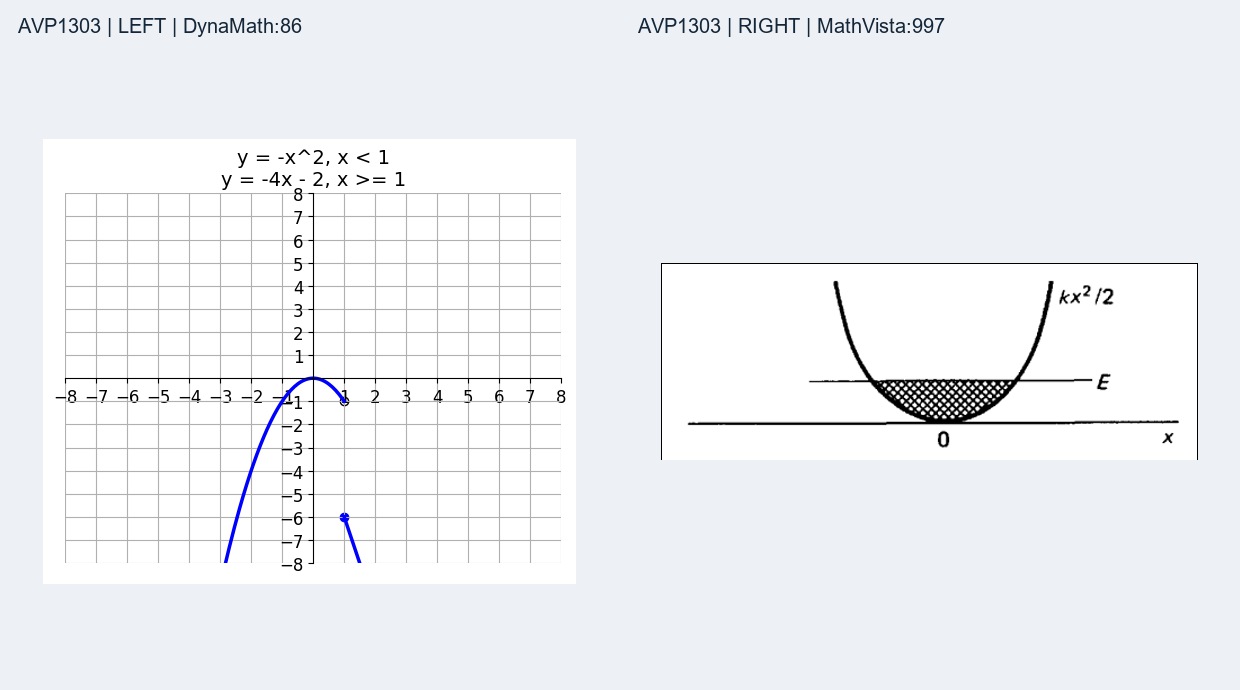 AVP1303 | LEFT | DynaMath:86
AVP1303 | RIGHT | MathVista:997
y = -x^2, x < 1
y = -4x - 2, x >= 1
8
7
6
5
4
3
2
1
−8 −7 −6 −5 −4 −3 −2 −1 1 2 3 4 5 6 7 8
−1
−2
−3
−4
−5
−6
−7
−8
kx²/2
E
0
x